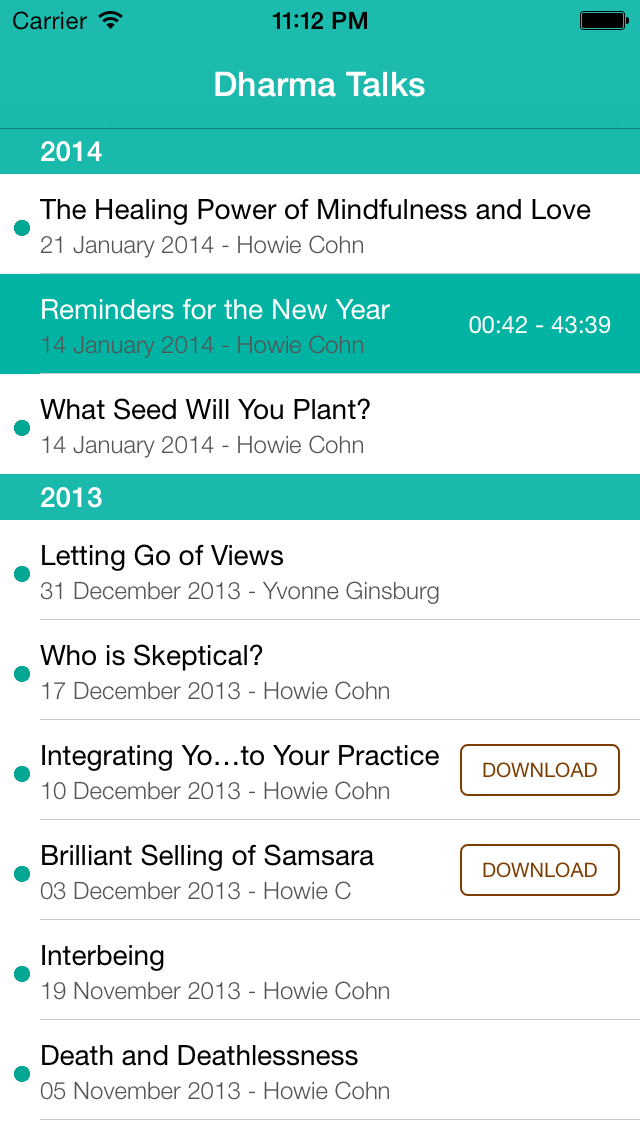 Carrier 11:12 PM
Dharma Talks
2014
The Healing Power of Mindfulness and Love
21 January 2014 - Howie Cohn
Reminders for the New Year
14 January 2014 - Howie Cohn
00:42 - 43:39
What Seed Will You Plant?
14 January 2014 - Howie Cohn
2013
Letting Go of Views
31 December 2013 - Yvonne Ginsburg
Who is Skeptical?
17 December 2013 - Howie Cohn
Integrating Yo…to Your Practice
10 December 2013 - Howie Cohn
DOWNLOAD
Brilliant Selling of Samsara
03 December 2013 - Howie C
DOWNLOAD
Interbeing
19 November 2013 - Howie Cohn
Death and Deathlessness
05 November 2013 - Howie Cohn